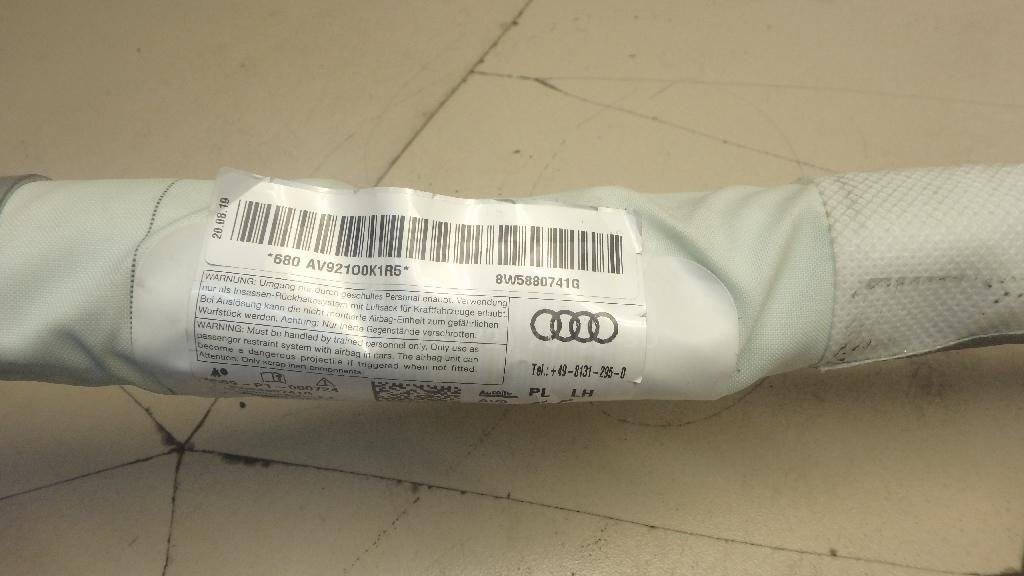 20.08.19
*680 AV92100K1R5*
8W5880741G
WARNUNG: Umgang nur durch geschultes Personal erlaubt. Verwendung
nur als Insassen-Rückhaltesystem mit Luftsack für Kraftfahrzeuge erlaubt.
Bei Auslösung kann die nicht montierte Airbag-Einheit zum gefährlichen
Wurfstück werden. Achtung: Nur inerte Gegenstände verschrotten.
WARNING: Must be handled by trained personnel only. Only use as
passenger restraint system with airbag in cars. The airbag unit can
become a dangerous projectile if triggered when not fitted.
Attention: Only scrap inert components.
Tel.: +49-8131-295-0
Autoliv PL LH